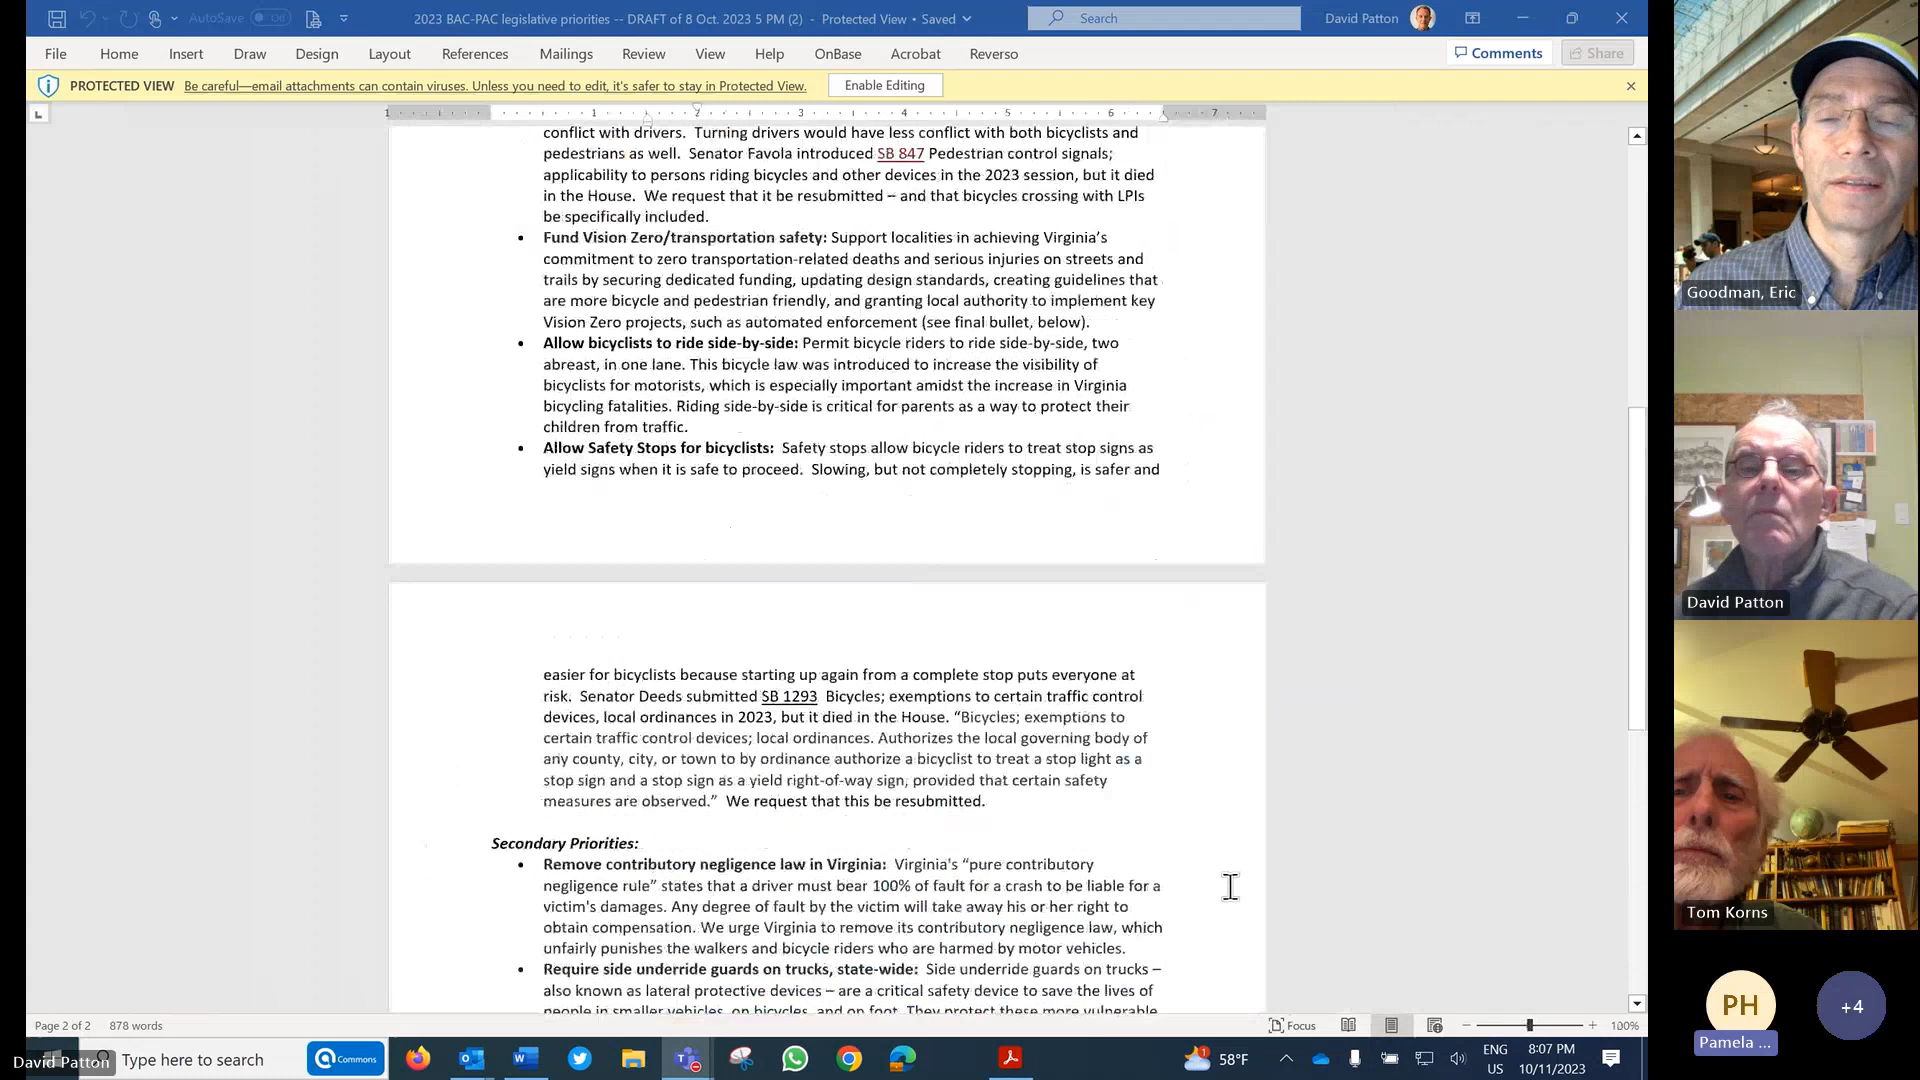 AutoSave Off
2023 BAC-PAC legislative priorities -- DRAFT of 8 Oct. 2023 5 PM (2) - Protected View • Saved
Search
David Patton
File Home Insert Draw Design Layout References Mailings Review View Help OnBase Acrobat Reverso
Comments Share
PROTECTED VIEW Be careful—email attachments can contain viruses. Unless you need to edit, it's safer to stay in Protected View. Enable Editing
1 1 2 3 4 5 6 7
conflict with drivers. Turning drivers would have less conflict with both bicyclists and
pedestrians as well. Senator Favola introduced SB 847 Pedestrian control signals;
applicability to persons riding bicycles and other devices in the 2023 session, but it died
in the House. We request that it be resubmitted – and that bicycles crossing with LPIs
be specifically included.
• Fund Vision Zero/transportation safety: Support localities in achieving Virginia’s
commitment to zero transportation-related deaths and serious injuries on streets and
trails by securing dedicated funding, updating design standards, creating guidelines that
are more bicycle and pedestrian friendly, and granting local authority to implement key
Vision Zero projects, such as automated enforcement (see final bullet, below).
• Allow bicyclists to ride side-by-side: Permit bicycle riders to ride side-by-side, two
abreast, in one lane. This bicycle law was introduced to increase the visibility of
bicyclists for motorists, which is especially important amidst the increase in Virginia
bicycling fatalities. Riding side-by-side is critical for parents as a way to protect their
children from traffic.
• Allow Safety Stops for bicyclists: Safety stops allow bicycle riders to treat stop signs as
yield signs when it is safe to proceed. Slowing, but not completely stopping, is safer and
easier for bicyclists because starting up again from a complete stop puts everyone at
risk. Senator Deeds submitted SB 1293 Bicycles; exemptions to certain traffic control
devices, local ordinances in 2023, but it died in the House. “Bicycles; exemptions to
certain traffic control devices; local ordinances. Authorizes the local governing body of
any county, city, or town to by ordinance authorize a bicyclist to treat a stop light as a
stop sign and a stop sign as a yield right-of-way sign, provided that certain safety
measures are observed.” We request that this be resubmitted.
Secondary Priorities:
• Remove contributory negligence law in Virginia: Virginia's “pure contributory
negligence rule” states that a driver must bear 100% of fault for a crash to be liable for a
victim's damages. Any degree of fault by the victim will take away his or her right to
obtain compensation. We urge Virginia to remove its contributory negligence law, which
unfairly punishes the walkers and bicycle riders who are harmed by motor vehicles.
• Require side underride guards on trucks, state-wide: Side underride guards on trucks –
also known as lateral protective devices – are a critical safety device to save the lives of
people in smaller vehicles, on bicycles, and on foot. They protect these more vulnerable
Page 2 of 2 878 words
Focus
100%
David Patton
Type here to search
Commons
58°F
ENG
US
8:07 PM
10/11/2023
Goodman, Eric
David Patton
Tom Korns
PH
Pamela ...
+4